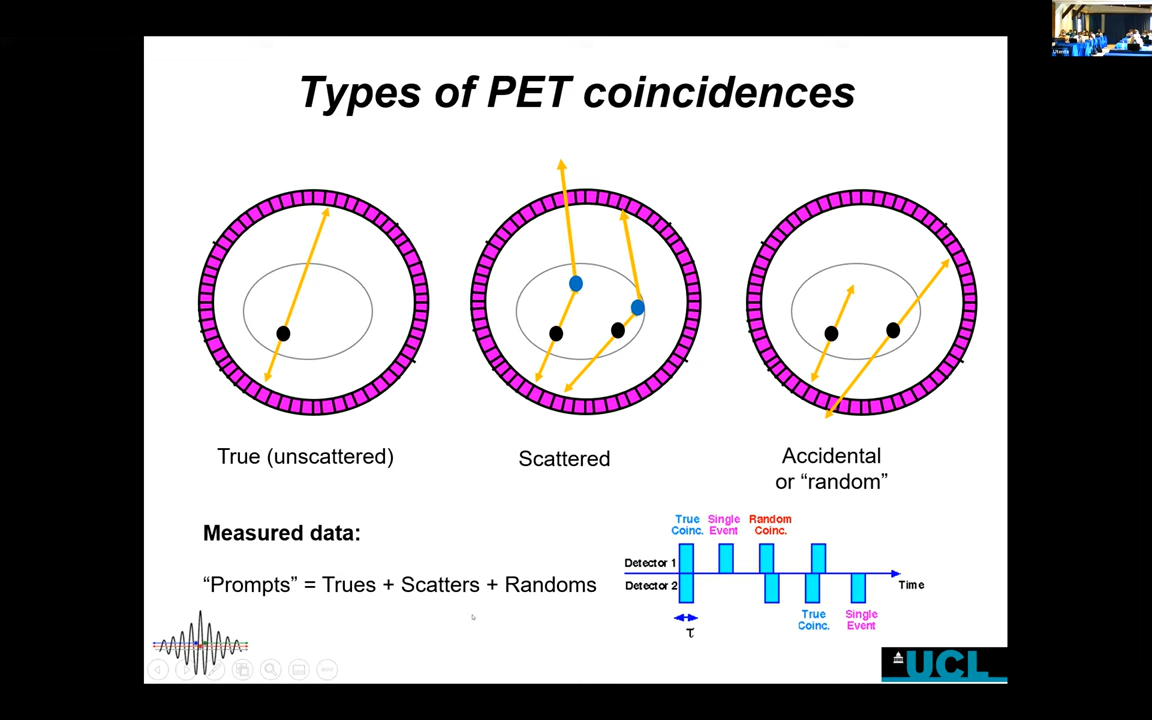 Types of PET coincidences
True (unscattered)
Scattered
Accidental
or “random”
Measured data:
“Prompts” = Trues + Scatters + Randoms
True
Coinc.
Single
Event
Random
Coinc.
Detector 1
Detector 2
Time
True
Coinc.
Single
Event
τ
UCL